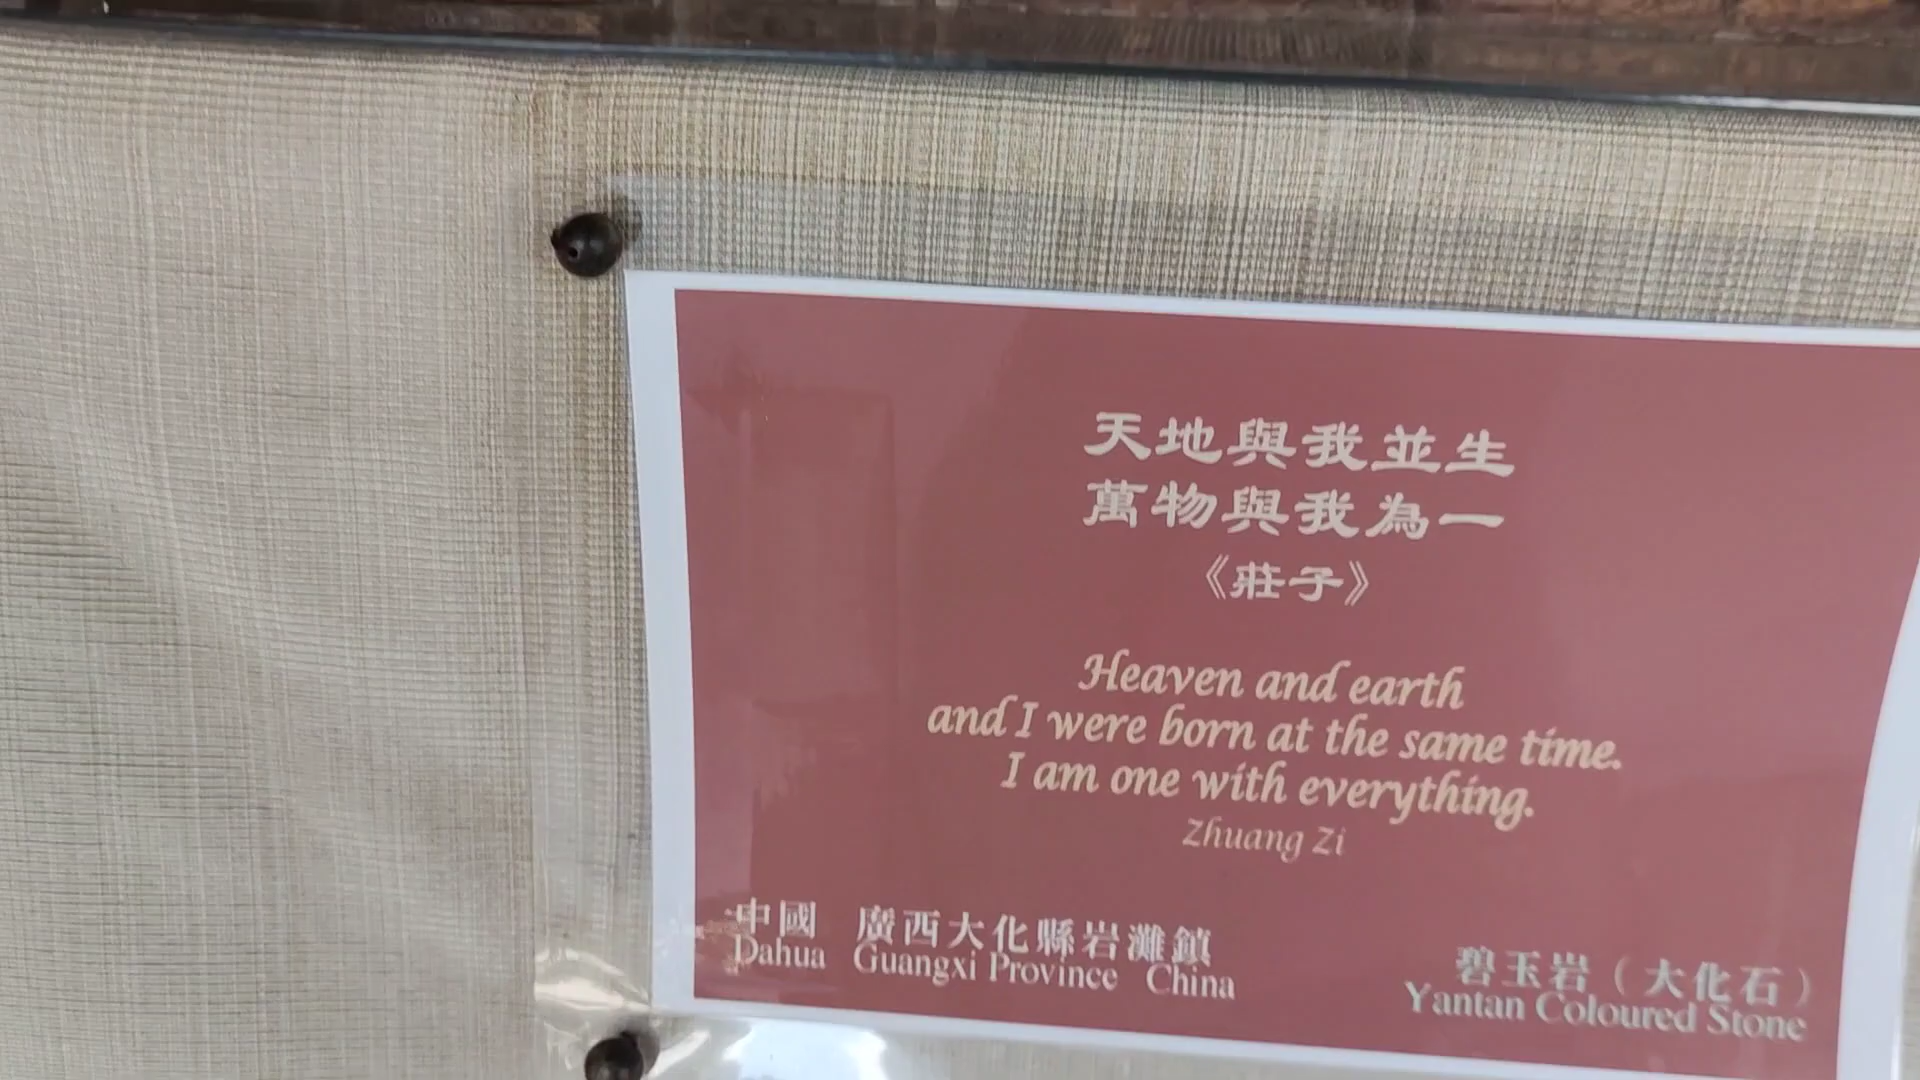 天地與我並生
萬物與我為一
《莊子》
Heaven and earth
and I were born at the same time.
I am one with everything.
Zhuang Zi
中國 廣西大化縣岩灘鎮
Dahua Guangxi Province China
碧玉岩（大化石）
Yantan Coloured Stone